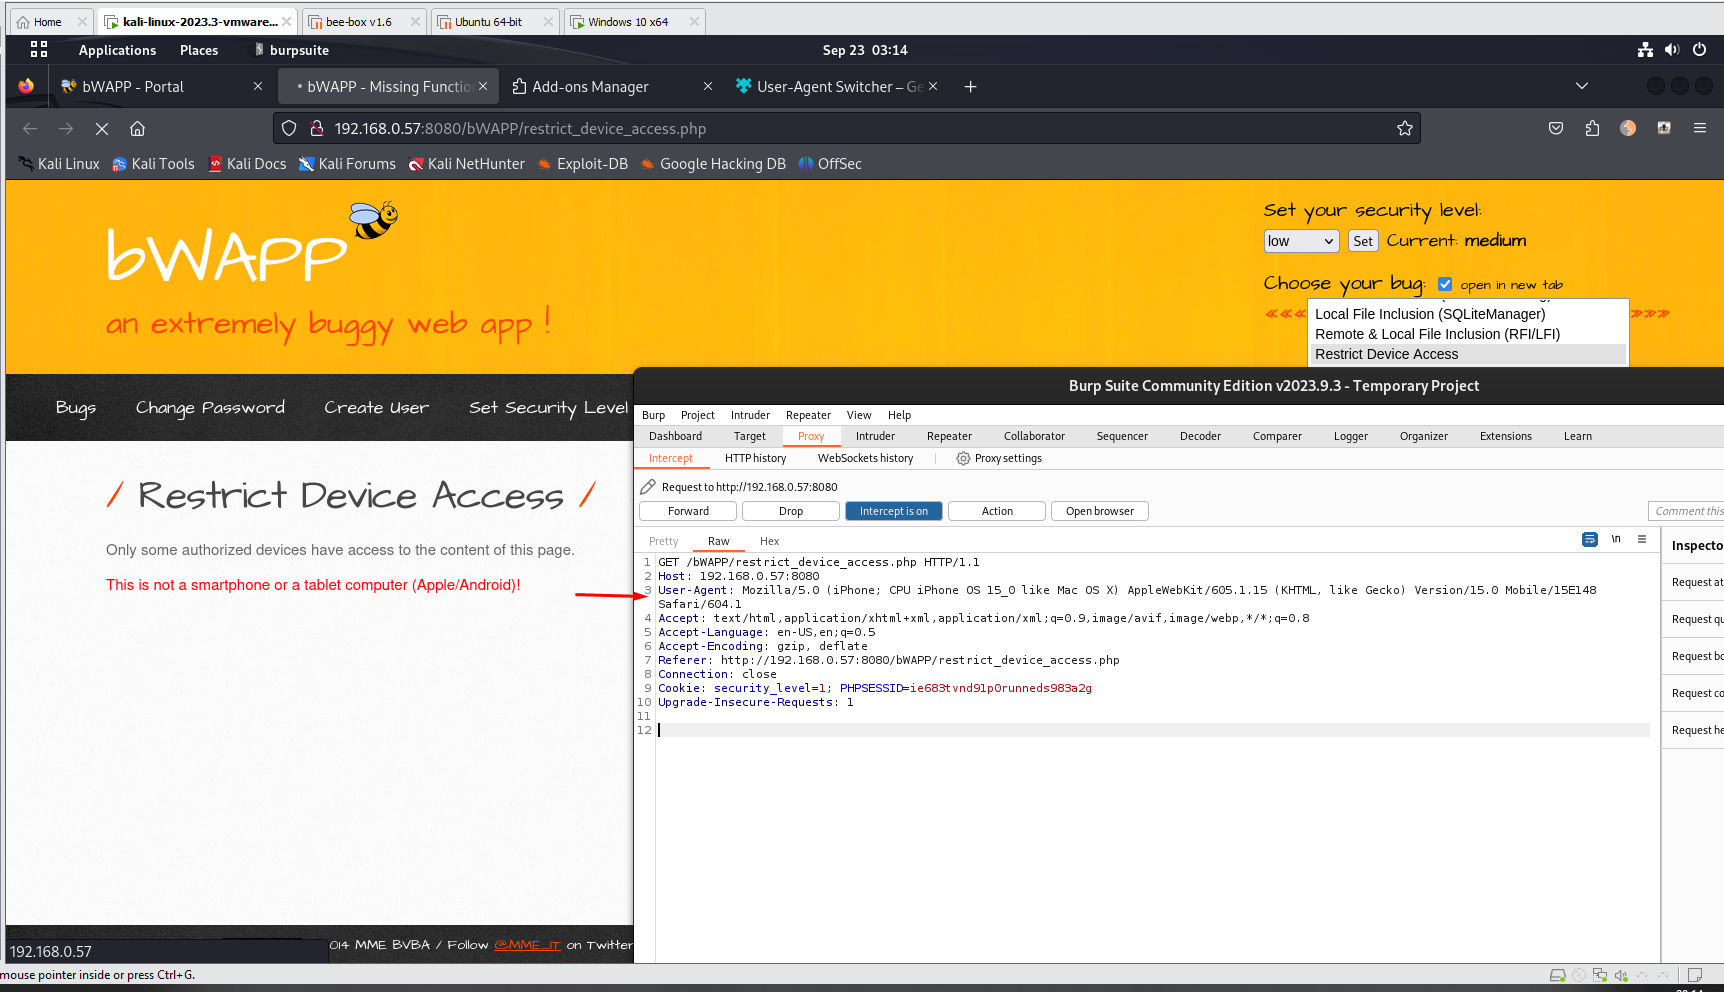 Home
kali-linux-2023.3-vmware...
bee-box v1.6
Ubuntu 64-bit
Windows 10 x64
Applications
Places
burpsuite
Sep 23 03:14
bWAPP - Portal
bWAPP - Missing Functio
Add-ons Manager
User-Agent Switcher – Ge
192.168.0.57:8080/bWAPP/restrict_device_access.php
Kali Linux
Kali Tools
Kali Docs
Kali Forums
Kali NetHunter
Exploit-DB
Google Hacking DB
OffSec
bWAPP
an extremely buggy web app !
Set your security level:
low
Set
Current: medium
Choose your bug:
open in new tab
Local File Inclusion (SQLiteManager)
Remote & Local File Inclusion (RFI/LFI)
Restrict Device Access
Bugs
Change Password
Create User
Set Security Level
/ Restrict Device Access /
Only some authorized devices have access to the content of this page.
This is not a smartphone or a tablet computer (Apple/Android)!
Burp Suite Community Edition v2023.9.3 - Temporary Project
Burp
Project
Intruder
Repeater
View
Help
Dashboard
Target
Proxy
Intruder
Repeater
Collaborator
Sequencer
Decoder
Comparer
Logger
Organizer
Extensions
Learn
Intercept
HTTP history
WebSockets history
Proxy settings
Request to http://192.168.0.57:8080
Forward
Drop
Intercept is on
Action
Open browser
Comment this
Pretty
Raw
Hex
\n
Inspecto
Request at
Request qu
Request bo
Request co
Request he
1 GET /bWAPP/restrict_device_access.php HTTP/1.1
2 Host: 192.168.0.57:8080
3 User-Agent: Mozilla/5.0 (iPhone; CPU iPhone OS 15_0 like Mac OS X) AppleWebKit/605.1.15 (KHTML, like Gecko) Version/15.0 Mobile/15E148
Safari/604.1
4 Accept: text/html,application/xhtml+xml,application/xml;q=0.9,image/avif,image/webp,*/*;q=0.8
5 Accept-Language: en-US,en;q=0.5
6 Accept-Encoding: gzip, deflate
7 Referer: http://192.168.0.57:8080/bWAPP/restrict_device_access.php
8 Connection: close
9 Cookie: security_level=1; PHPSESSID=ie683tvnd91p0runneds983a2g
10 Upgrade-Insecure-Requests: 1
11
12
014 MME BVBA / Follow @MME_IT on Twitter
192.168.0.57
mouse pointer inside or press Ctrl+G.